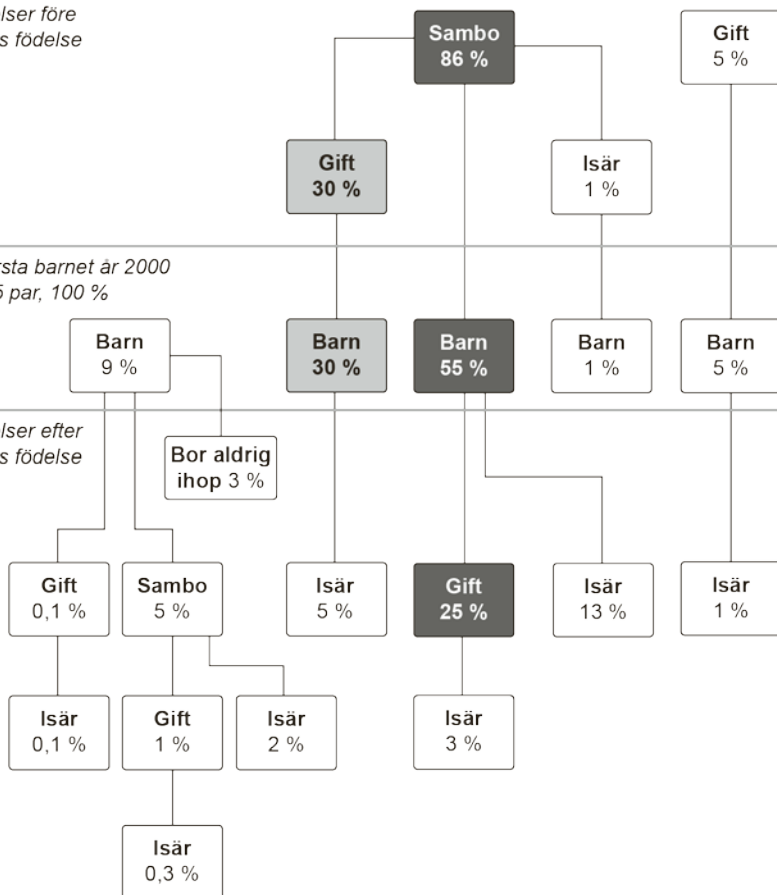 lser före
s födelse
Sambo
86 %
Gift
5 %
Gift
30 %
Isär
1 %
rsta barnet år 2000
5 par, 100 %
Barn
9 %
Barn
30 %
Barn
55 %
Barn
1 %
Barn
5 %
lser efter
s födelse
Bor aldrig
ihop 3 %
Gift
0,1 %
Sambo
5 %
Isär
5 %
Gift
25 %
Isär
13 %
Isär
1 %
Isär
0,1 %
Gift
1 %
Isär
2 %
Isär
3 %
Isär
0,3 %